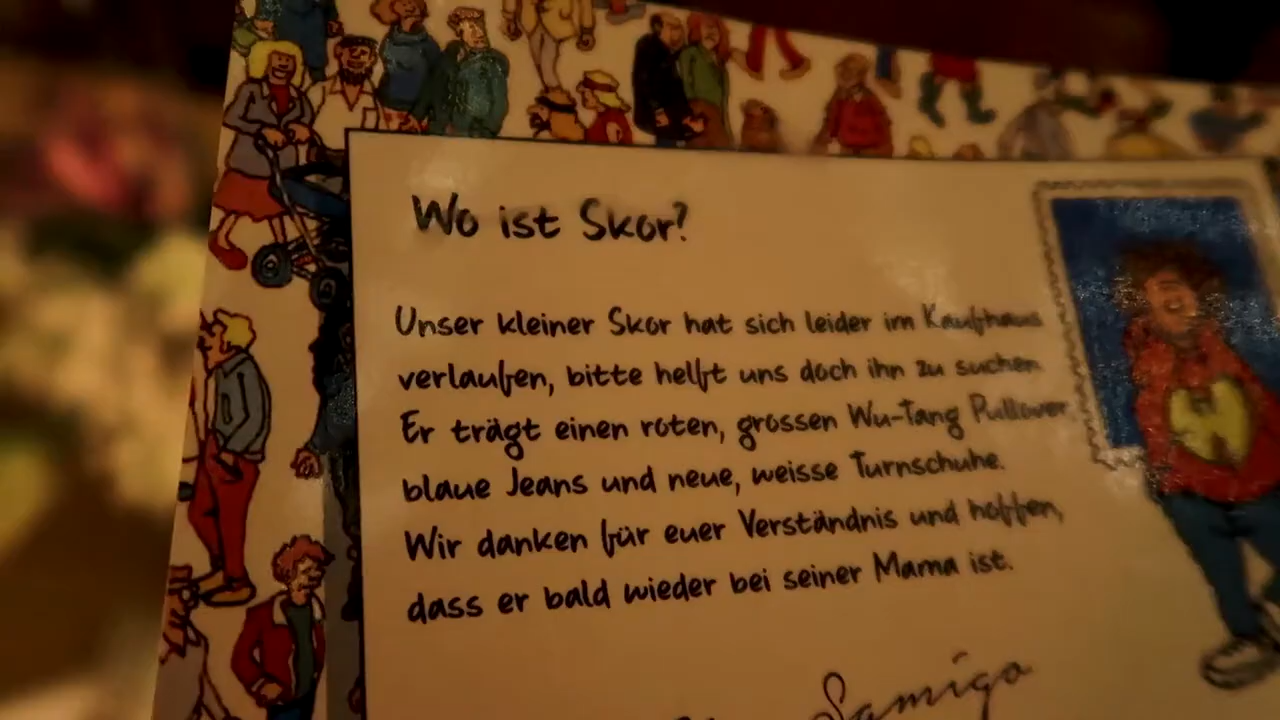 Wo ist Skor?
Unser kleiner Skor hat sich leider im Kaufhaus
verlaufen, bitte helft uns doch ihn zu suchen.
Er trägt einen roten, grossen Wu-Tang Pullover,
blaue Jeans und neue, weisse Turnschuhe.
Wir danken für euer Verständnis und hoffen,
dass er bald wieder bei seiner Mama ist.
Samigo